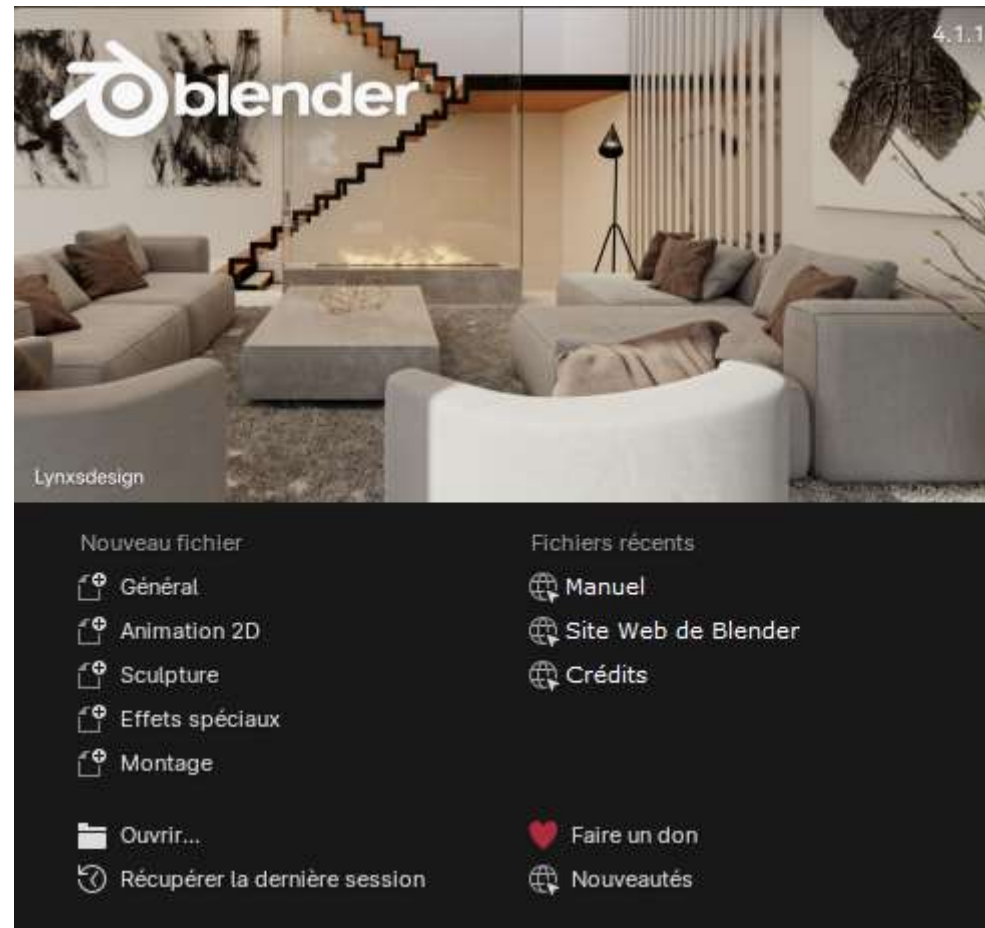 blender
4.1.1
Lynxsdesign
Nouveau fichier
Général
Animation 2D
Sculpture
Effets spéciaux
Montage
Ouvrir...
Récupérer la dernière session
Fichiers récents
Manuel
Site Web de Blender
Crédits
Faire un don
Nouveautés